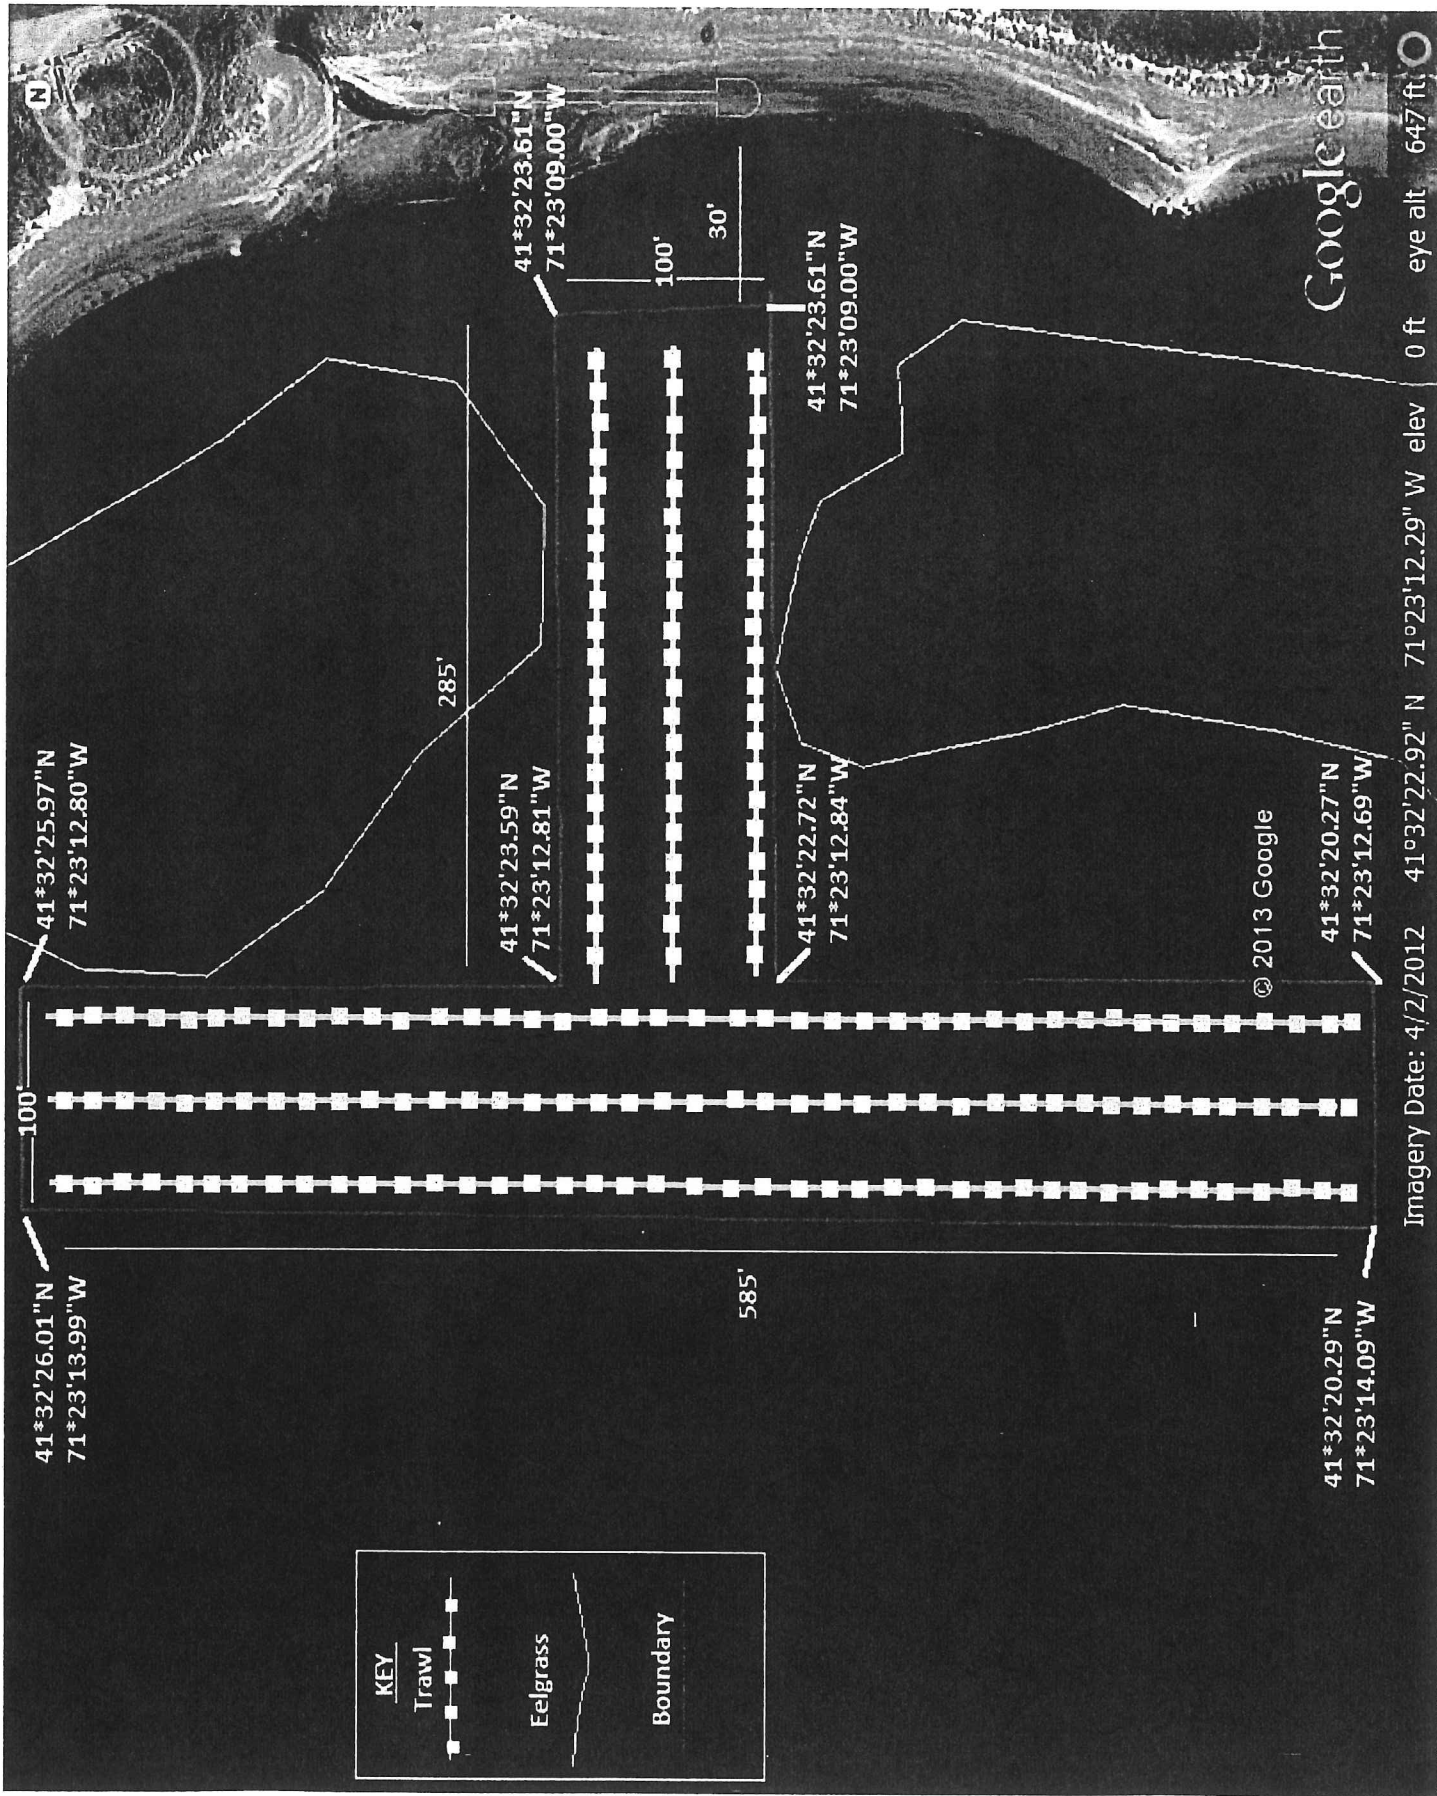 N
41*32'23.61"N
71*23'09.00"W
100'
30'
41*32'23.61"N
71*23'09.00"W
285'
41*32'25.97"N
71*23'12.80"W
41*32'23.59"N
71*23'12.81"W
41*32'22.72"N
71*23'12.84"W
41*32'20.27"N
71*23'12.69"W
100'
41*32'26.01"N
71*23'13.99"W
585'
41*32'20.29"N
71*23'14.09"W
KEY
Trawl
Eelgrass
Boundary
© 2013 Google
Google earth
Imagery Date: 4/2/2012 41°32'22.92" N 71°23'12.29" W elev 0 ft eye alt 647 ft